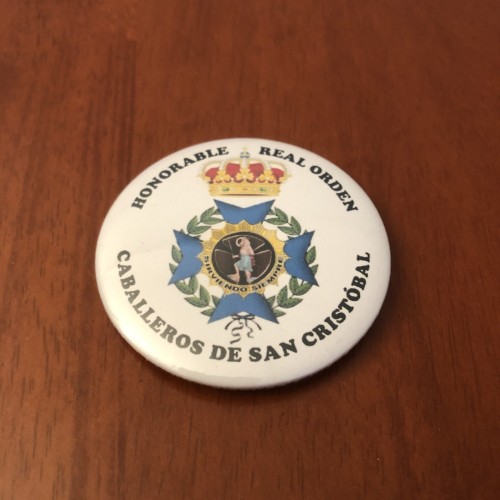 HONORABLE REAL ORDEN
CABALLEROS DE SAN CRISTÓBAL
SIRVIENDO SIEMPRE